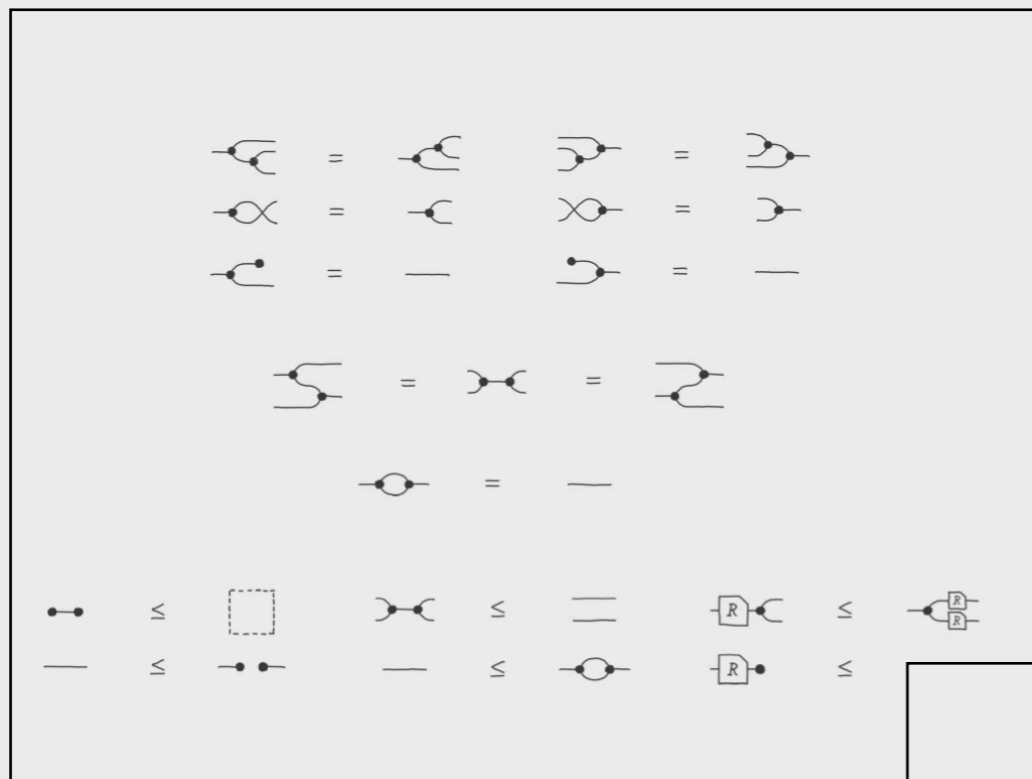 = =
= =
= =
= =
=
≤ ≤ R ≤ R R
≤ ≤ R ≤